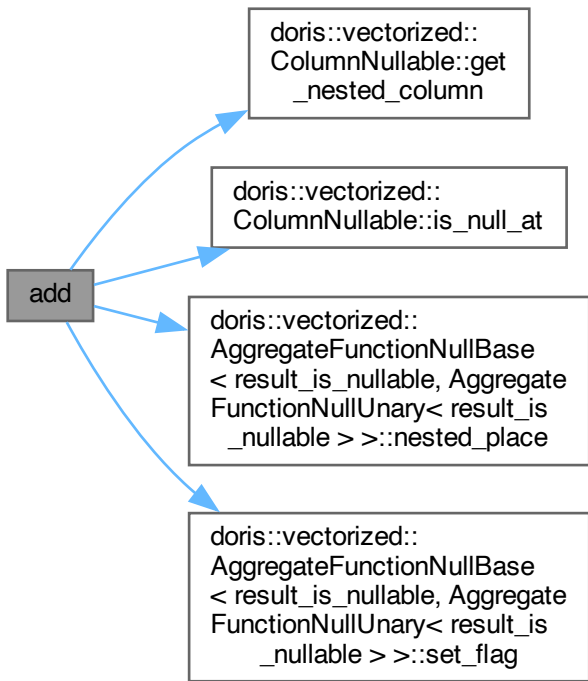 add
doris::vectorized::
ColumnNullable::get
_nested_column
doris::vectorized::
ColumnNullable::is_null_at
doris::vectorized::
AggregateFunctionNullBase
< result_is_nullable, Aggregate
FunctionNullUnary< result_is
_nullable > >::nested_place
doris::vectorized::
AggregateFunctionNullBase
< result_is_nullable, Aggregate
FunctionNullUnary< result_is
_nullable > >::set_flag